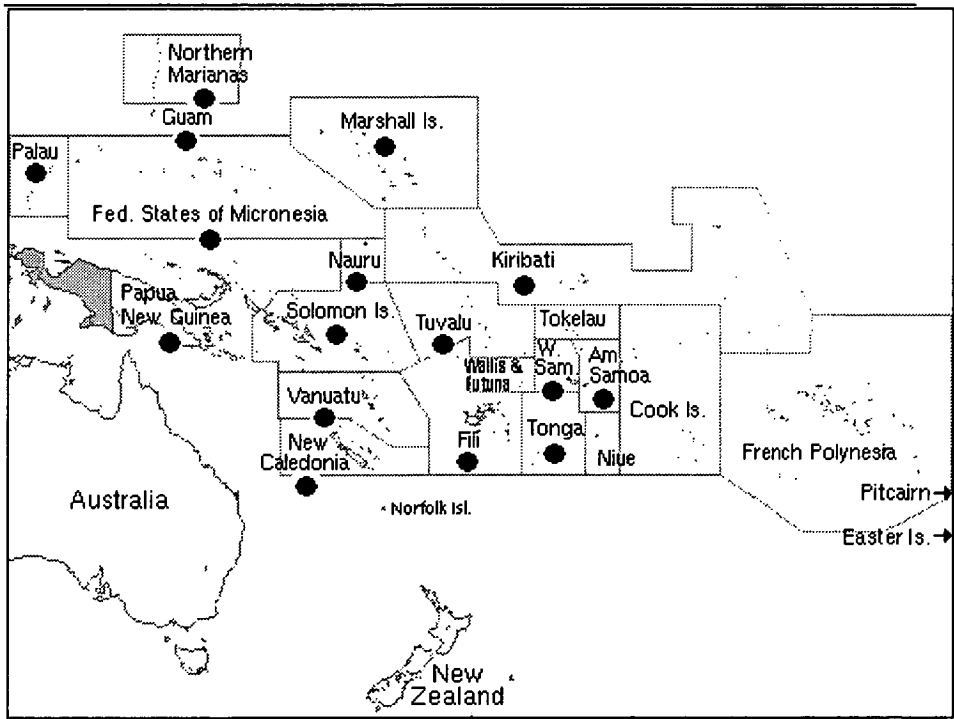 Northern
Marianas
Guam
Marshall Is.
Palau
Fed. States of Micronesia
Nauru
Kiribati
Papua
New Guinea
Solomon Is.
Tuvalu
Tokelau
W.
Sam.
Am.
Samoa
Wallis &
Futuna
Vanuatu
Cook Is.
New
Caledonia
Fili
Tonga
Niue
French Polynesia
Australia
Norfolk Isl.
Pitcairn
Easter Is.
New
Zealand